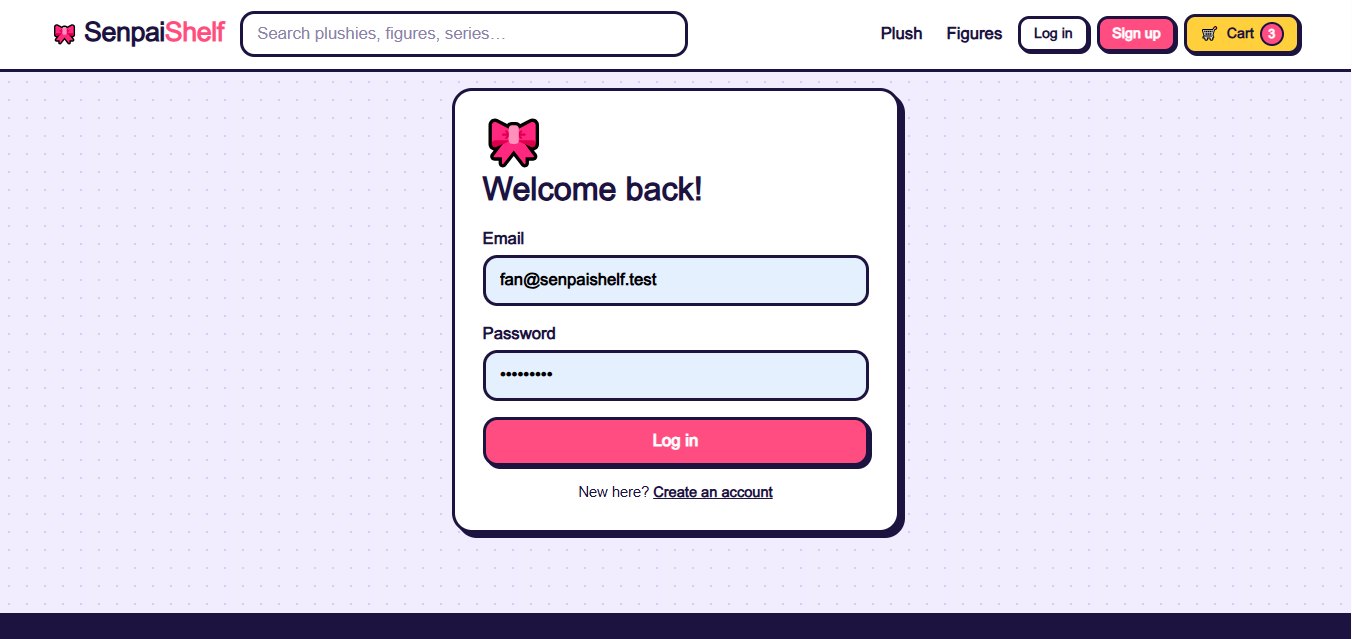 SenpaiShelf
Search plushies, figures, series…
Plush
Figures
Log in
Sign up
Cart 3
Welcome back!
Email
fan@senpaishelf.test
Password
•••••••••
Log in
New here? Create an account